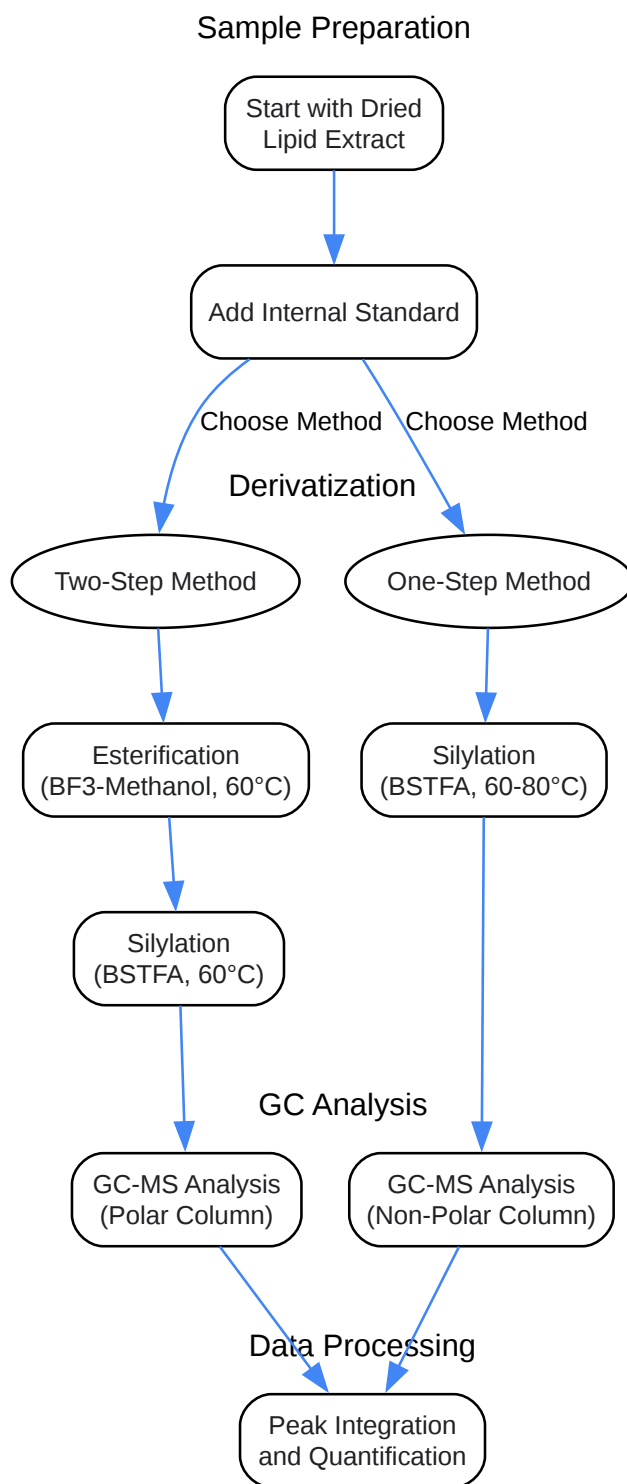 Sample Preparation
Start with Dried
Lipid Extract
Add Internal Standard
Choose Method
Choose Method
Derivatization
Two-Step Method
One-Step Method
Esterification
(BF3-Methanol, 60°C)
Silylation
(BSTFA, 60-80°C)
Silylation
(BSTFA, 60°C)
GC Analysis
GC-MS Analysis
(Polar Column)
GC-MS Analysis
(Non-Polar Column)
Data Processing
Peak Integration
and Quantification